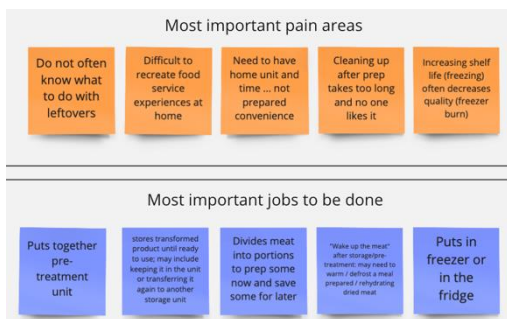 Most important pain areas
Do not often
know what
to do with
leftovers
Difficult to
recreate food
service
experiences at
home
Need to have
home unit and
time ... not
prepared
convenience
Cleaning up
after prep
takes too long
and no one
likes it
Increasing shelf
life (freezing)
often decreases
quality (freezer
burn)
Most important jobs to be done
Puts together
pre-
treatment
unit
stores transformed
product until ready
to use; may include
keeping it in the unit
or transferring it
again to another
storage unit
Divides meat
into portions
to prep some
now and save
some for later
"Wake up the meat"
after storage/pre-
treatment: may need to
warm / defrost a meal
prepared / rehydrating
dried meat
Puts in
freezer or
in the
fridge